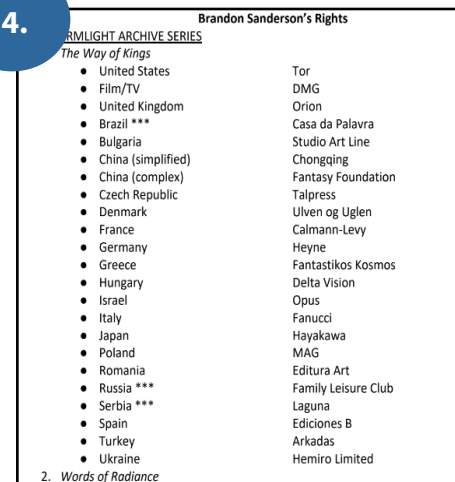 4.
Brandon Sanderson's Rights
RMLIGHT ARCHIVE SERIES
The Way of Kings
● United States Tor
● Film/TV DMG
● United Kingdom Orion
● Brazil *** Casa da Palavra
● Bulgaria Studio Art Line
● China (simplified) Chongqing
● China (complex) Fantasy Foundation
● Czech Republic Talpress
● Denmark Ulven og Uglen
● France Calmann-Levy
● Germany Heyne
● Greece Fantastikos Kosmos
● Hungary Delta Vision
● Israel Opus
● Italy Fanucci
● Japan Hayakawa
● Poland MAG
● Romania Editura Art
● Russia *** Family Leisure Club
● Serbia *** Laguna
● Spain Ediciones B
● Turkey Arkadas
● Ukraine Hemiro Limited
2. Words of Radiance